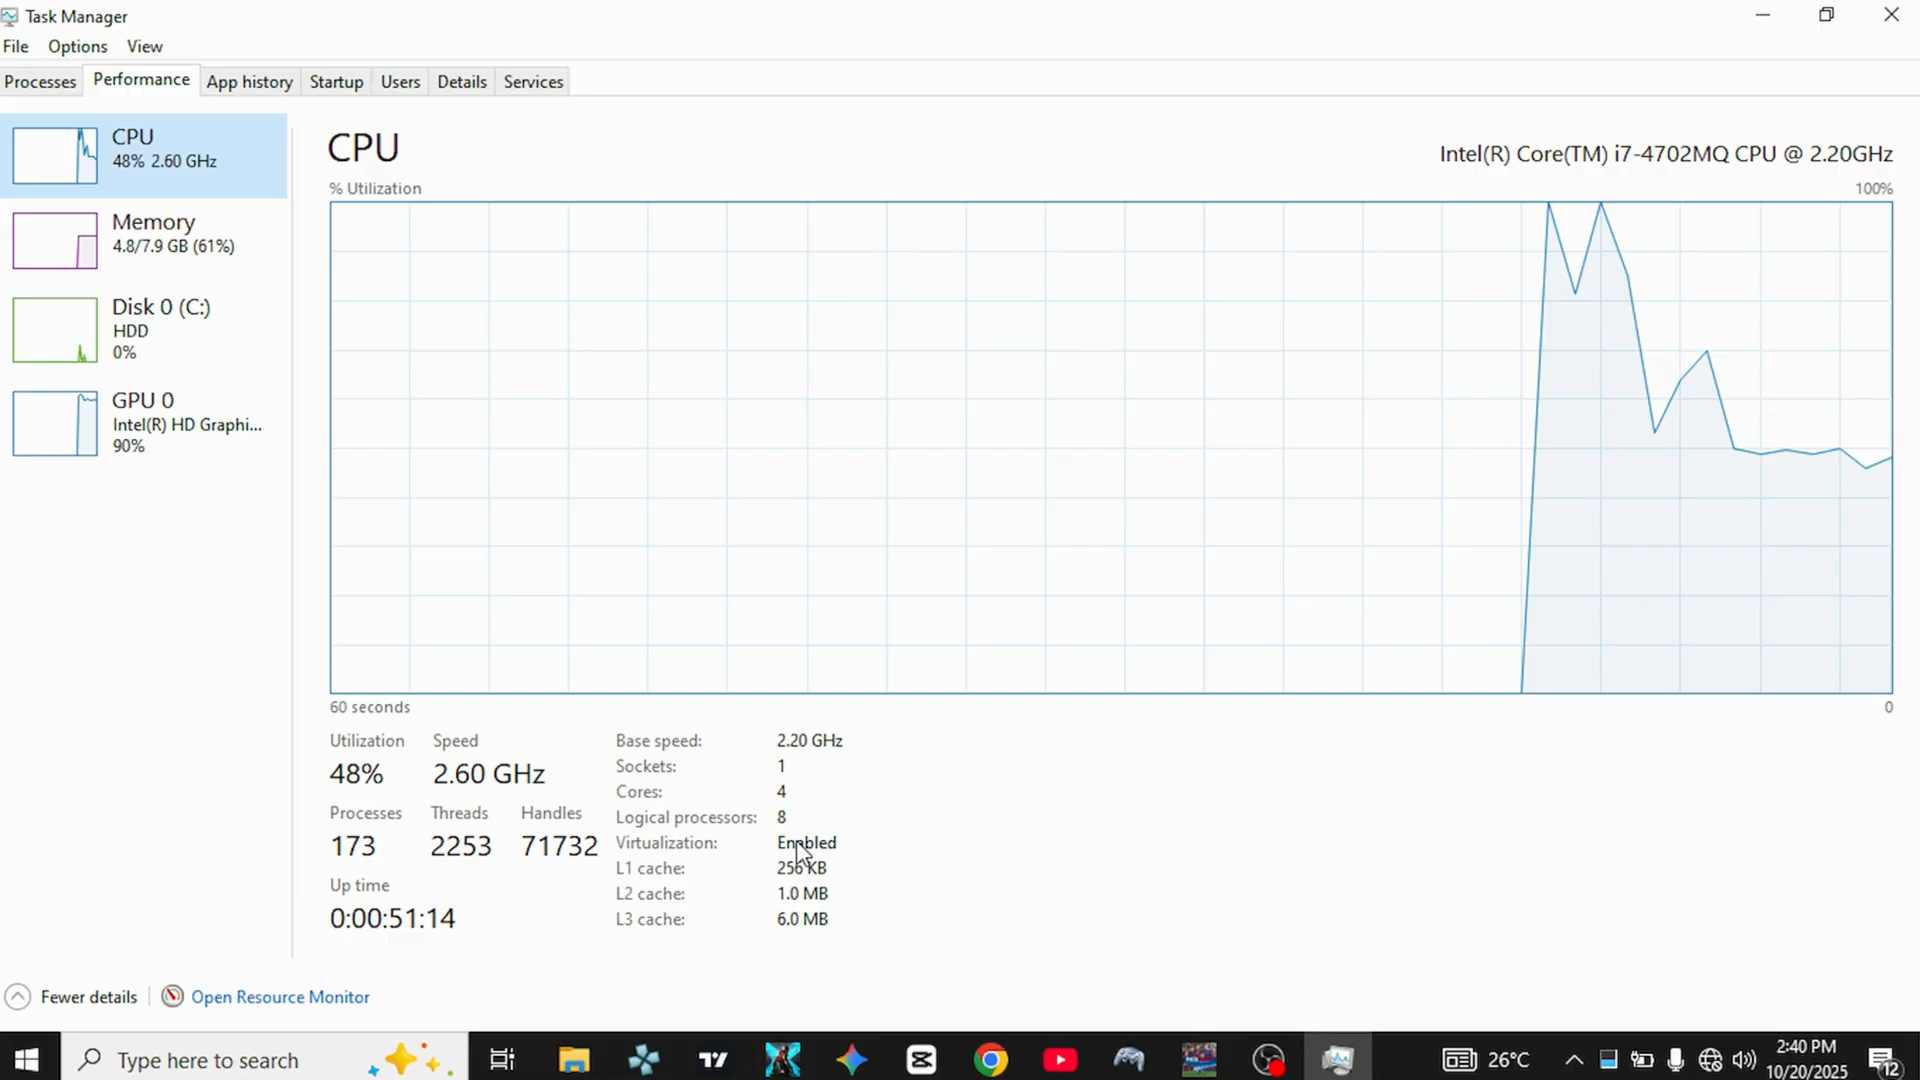 Task Manager
File Options View
Processes Performance App history Startup Users Details Services
CPU
48% 2.60 GHz
Memory
4.8/7.9 GB (61%)
Disk 0 (C:)
HDD
0%
GPU 0
Intel(R) HD Graphi...
90%
CPU
Intel(R) Core(TM) i7-4702MQ CPU @ 2.20GHz
% Utilization 100%
60 seconds 0
Utilization Speed
48% 2.60 GHz
Processes Threads Handles
173 2253 71732
Up time
0:00:51:14
Base speed: 2.20 GHz
Sockets: 1
Cores: 4
Logical processors: 8
Virtualization: Enabled
L1 cache: 256 KB
L2 cache: 1.0 MB
L3 cache: 6.0 MB
Fewer details Open Resource Monitor
Type here to search
26°C
2:40 PM
10/20/2025
12